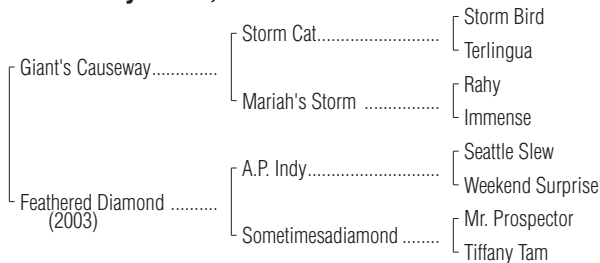 Storm Bird
Storm Cat
Terlingua
Giant's Causeway
Rahy
Mariah's Storm
Immense
Seattle Slew
A.P. Indy
Weekend Surprise
Feathered Diamond
(2003)
Mr. Prospector
Sometimesadiamond
Tiffany Tam